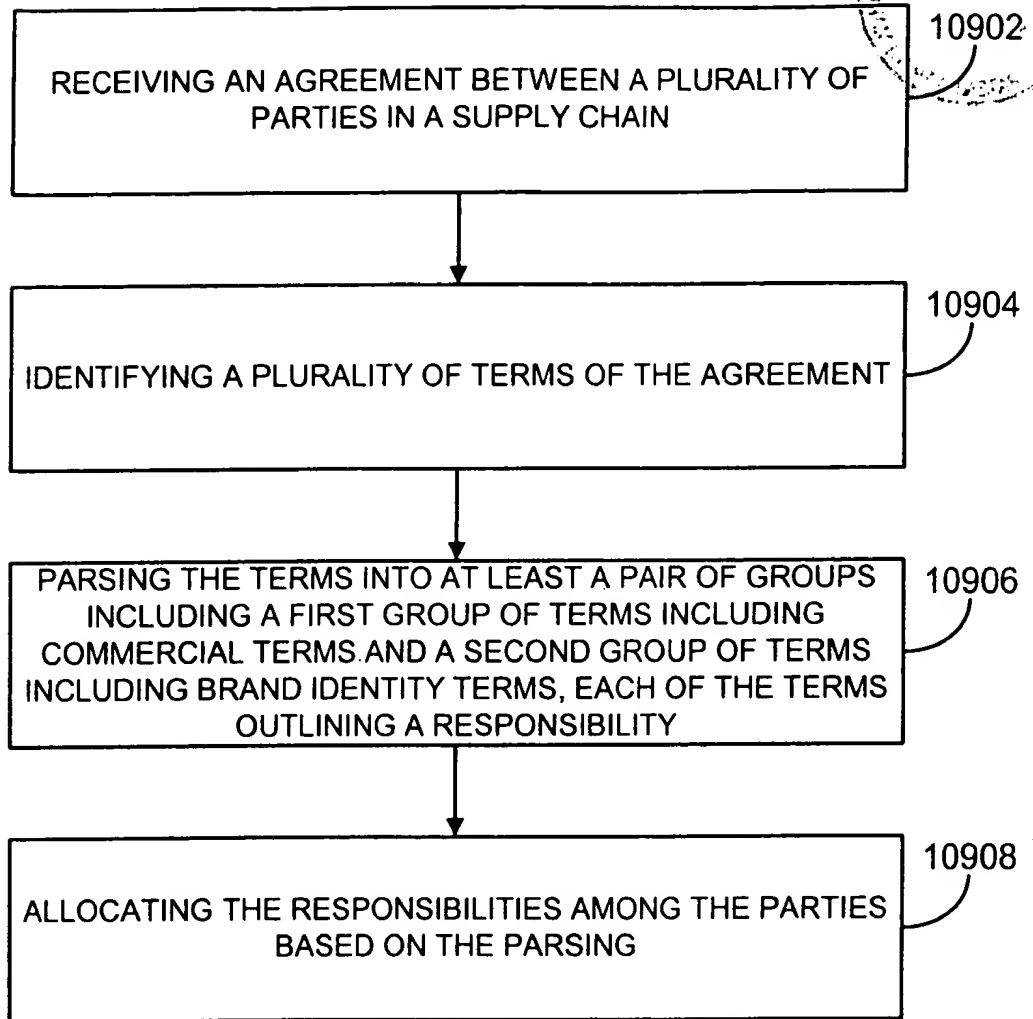 10902
RECEIVING AN AGREEMENT BETWEEN A PLURALITY OF
PARTIES IN A SUPPLY CHAIN
10904
IDENTIFYING A PLURALITY OF TERMS OF THE AGREEMENT
10906
PARSING THE TERMS INTO AT LEAST A PAIR OF GROUPS
INCLUDING A FIRST GROUP OF TERMS INCLUDING
COMMERCIAL TERMS AND A SECOND GROUP OF TERMS
INCLUDING BRAND IDENTITY TERMS, EACH OF THE TERMS
OUTLINING A RESPONSIBILITY
10908
ALLOCATING THE RESPONSIBILITIES AMONG THE PARTIES
BASED ON THE PARSING